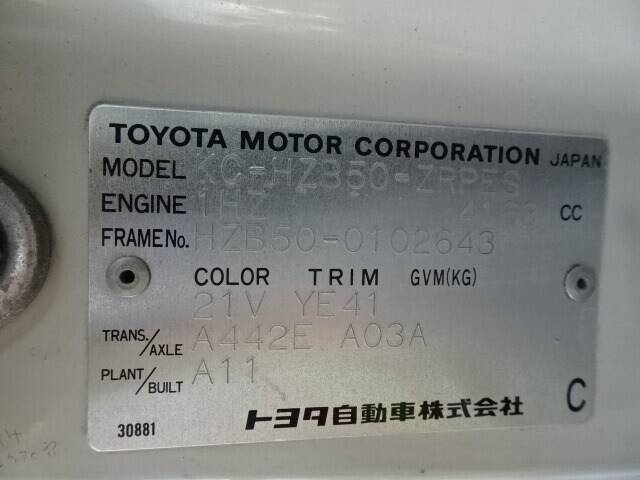 TOYOTA MOTOR CORPORATION JAPAN
MODEL KC-HZB50-ZRPES
ENGINE 1HZ 4163 CC
FRAME No. HZB50-0102643
COLOR TRIM GVM(KG)
21V YE41
TRANS./AXLE A442E A03A
PLANT/BUILT A11
30881 トヨタ自動車株式会社 C